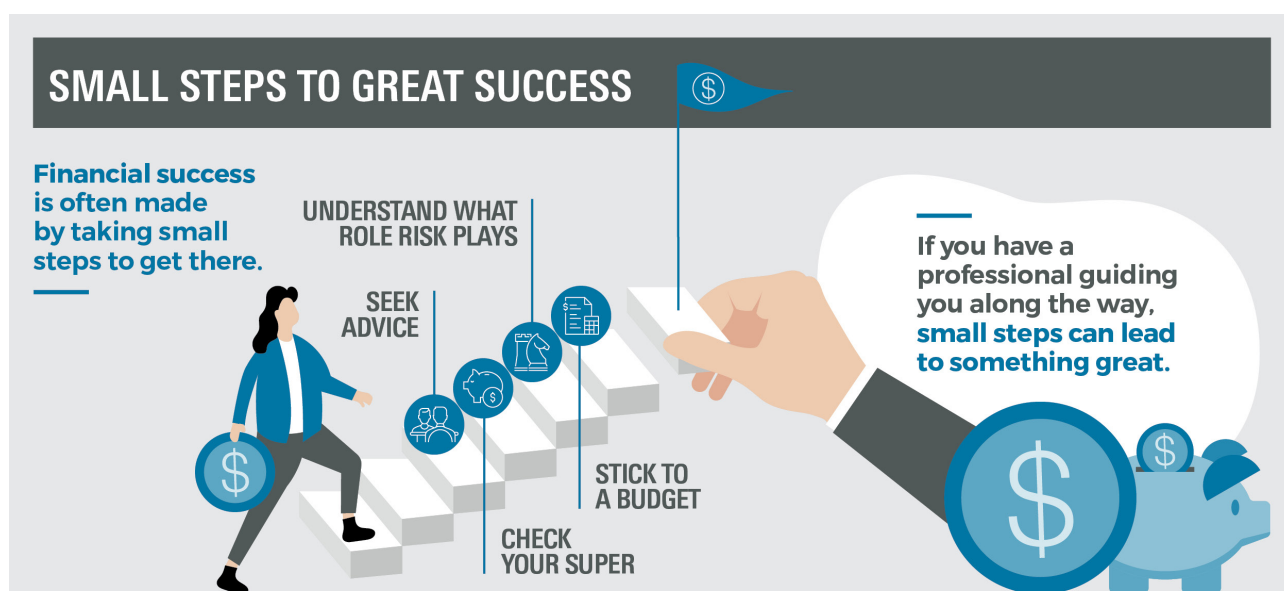 SMALL STEPS TO GREAT SUCCESS
$
Financial success
is often made
by taking small
steps to get there.
UNDERSTAND WHAT
ROLE RISK PLAYS
SEEK
ADVICE
$
$
$
STICK TO
A BUDGET
CHECK
YOUR SUPER
If you have a
professional guiding
you along the way,
small steps can lead
to something great.
$
$